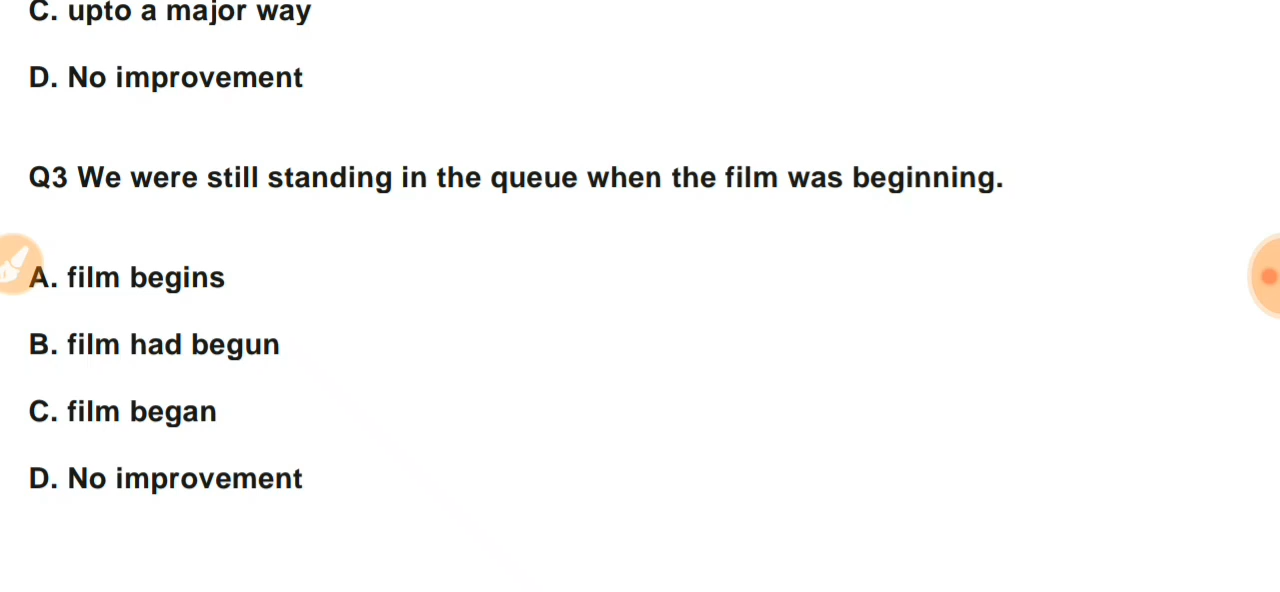 C. upto a major way
D. No improvement
Q3 We were still standing in the queue when the film was beginning.
A. film begins
B. film had begun
C. film began
D. No improvement